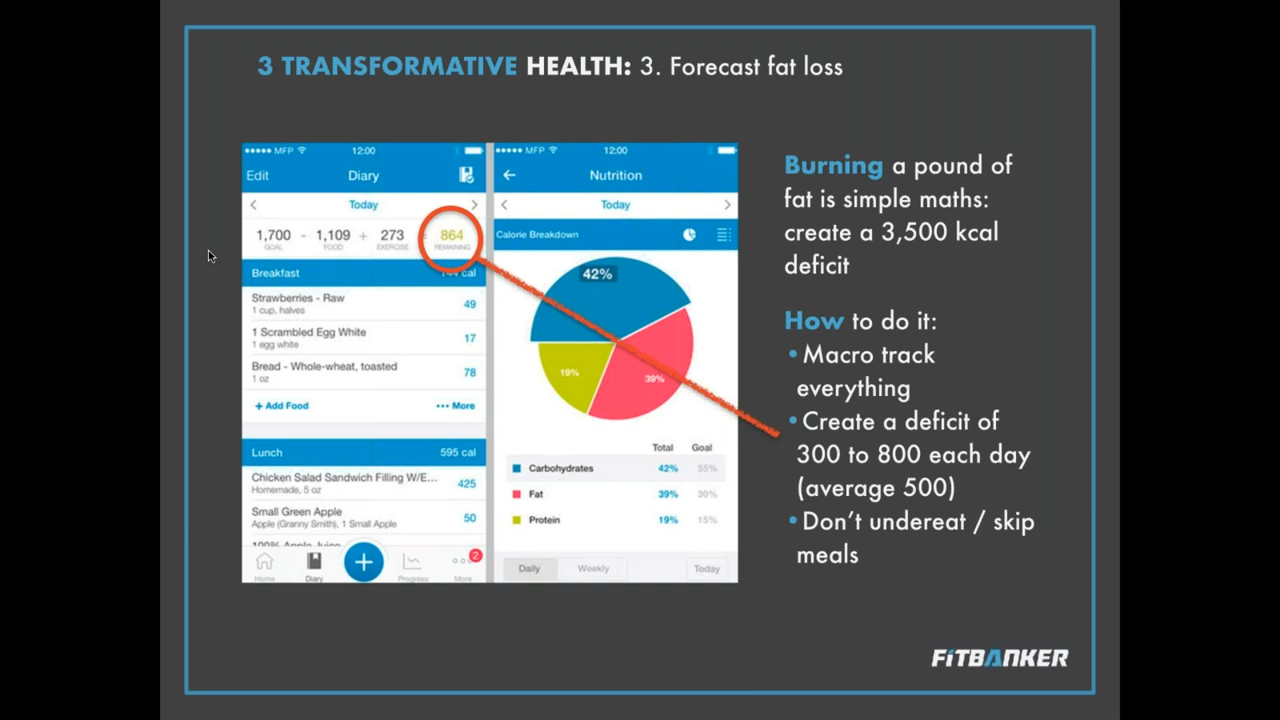 3 TRANSFORMATIVE HEALTH: 3. Forecast fat loss
MFP 12:00
Edit Diary
Today
1,700 - 1,109 + 273 864
GOAL FOOD EXERCISE REMAINING
Breakfast cal
Strawberries - Raw 49
1 cup, halves
1 Scrambled Egg White 17
1 egg white
Bread - Whole-wheat, toasted 78
1 oz
+ Add Food ••• More
Lunch 595 cal
Chicken Salad Sandwich Filling W/E... 425
Homemade, 5 oz
Small Green Apple 50
Apple (Granny Smith), 1 Small Apple
100% Apple Juice
2
Home Diary Progress More
MFP 12:00
Nutrition
Today
Calorie Breakdown
42%
19%
39%
Total Goal
Carbohydrates 42% 55%
Fat 39% 30%
Protein 19% 15%
Daily Weekly Today
Burning a pound of
fat is simple maths:
create a 3,500 kcal
deficit
How to do it:
• Macro track
everything
• Create a deficit of
300 to 800 each day
(average 500)
• Don't undereat / skip
meals
FiTBANKER